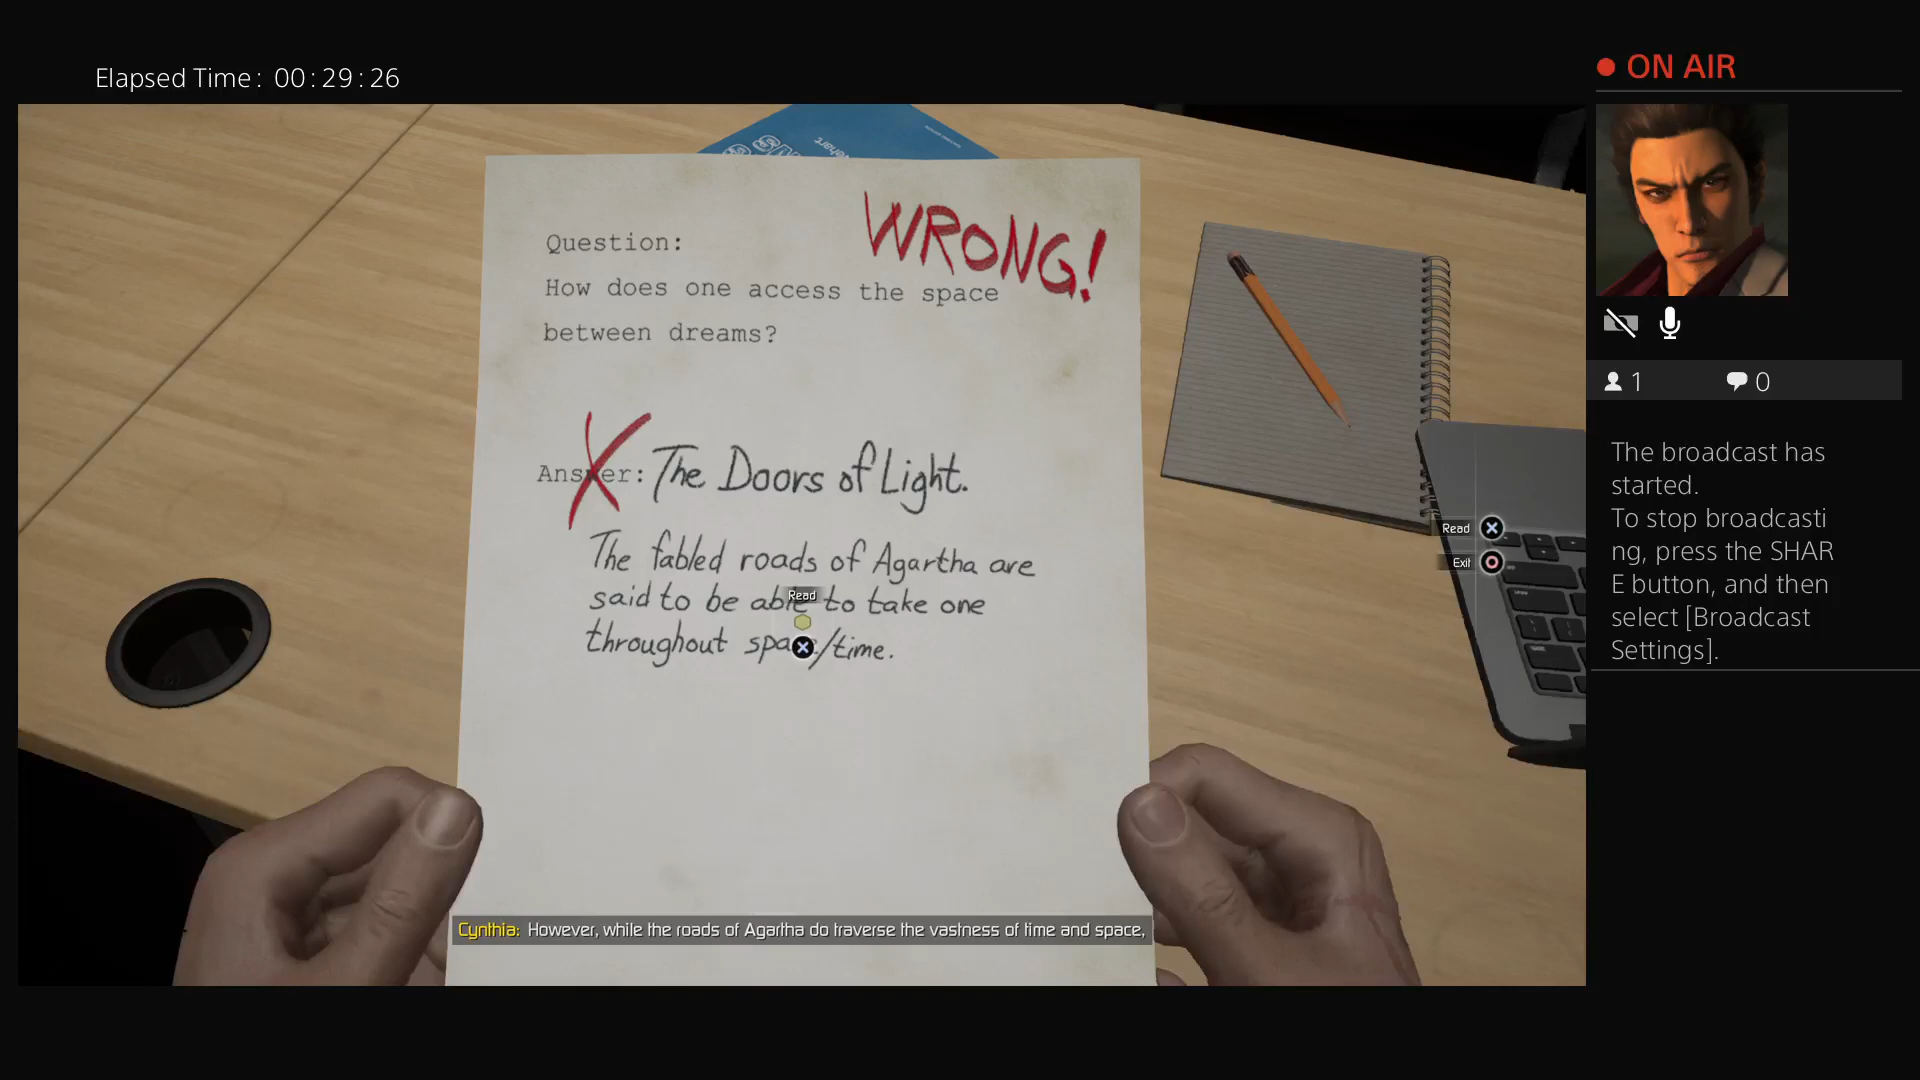 Elapsed Time: 00:29:26
ON AIR
WRONG!
Question:
How does one access the space
between dreams?
Answer: The Doors of Light.
The fabled roads of Agartha are
said to be able to take one
throughout space/time.
Read
Read
Exit
Cynthia: However, while the roads of Agartha do traverse the vastness of time and space,
1
0
The broadcast has
started.
To stop broadcasti
ng, press the SHAR
E button, and then
select [Broadcast
Settings].